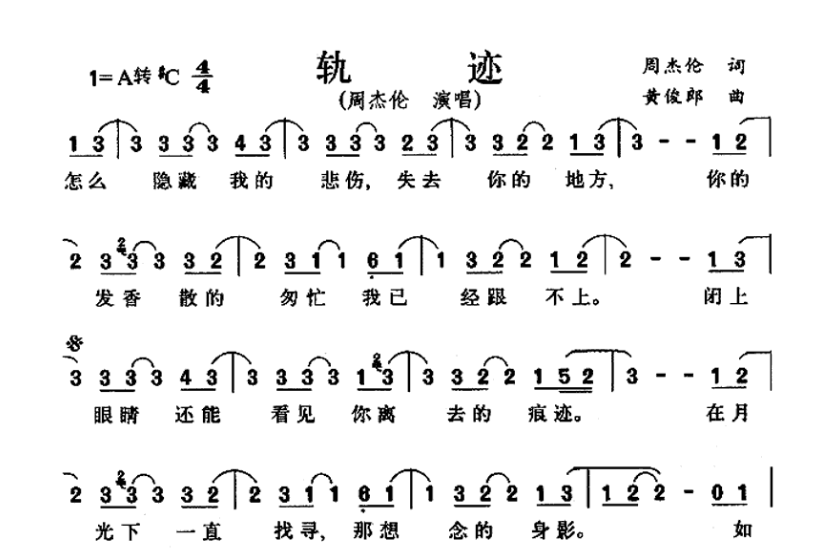 轨 迹
1=A转 #C 4/4
周杰伦 词
(周杰伦 演唱)
黄俊郎 曲
1 3 | 3 3 3 3 3 4 3 | 3 3 3 3 2 3 | 3 3 2 2 1 3 | 3 - - 1 2 |
怎么 隐藏 我的 悲伤, 失去 你的 地方, 你的
2 3 2 3 3 3 2 | 2 3 1 1 6 1 | 1 3 2 2 1 2 | 2 - - 1 3 |
发香 散的 匆忙 我已 经跟 不上。 闭上
3 3 3 3 3 4 3 | 3 3 3 3 1 2 3 | 3 3 2 2 1 5 2 | 3 - - 1 2 |
眼睛 还能 看见 你离 去的 痕迹。 在月
2 3 2 3 3 3 2 | 2 3 1 1 6 1 | 1 3 2 2 1 3 | 1 2 2 - 0 1 |
光下 一直 找寻, 那想 念的 身影。 如